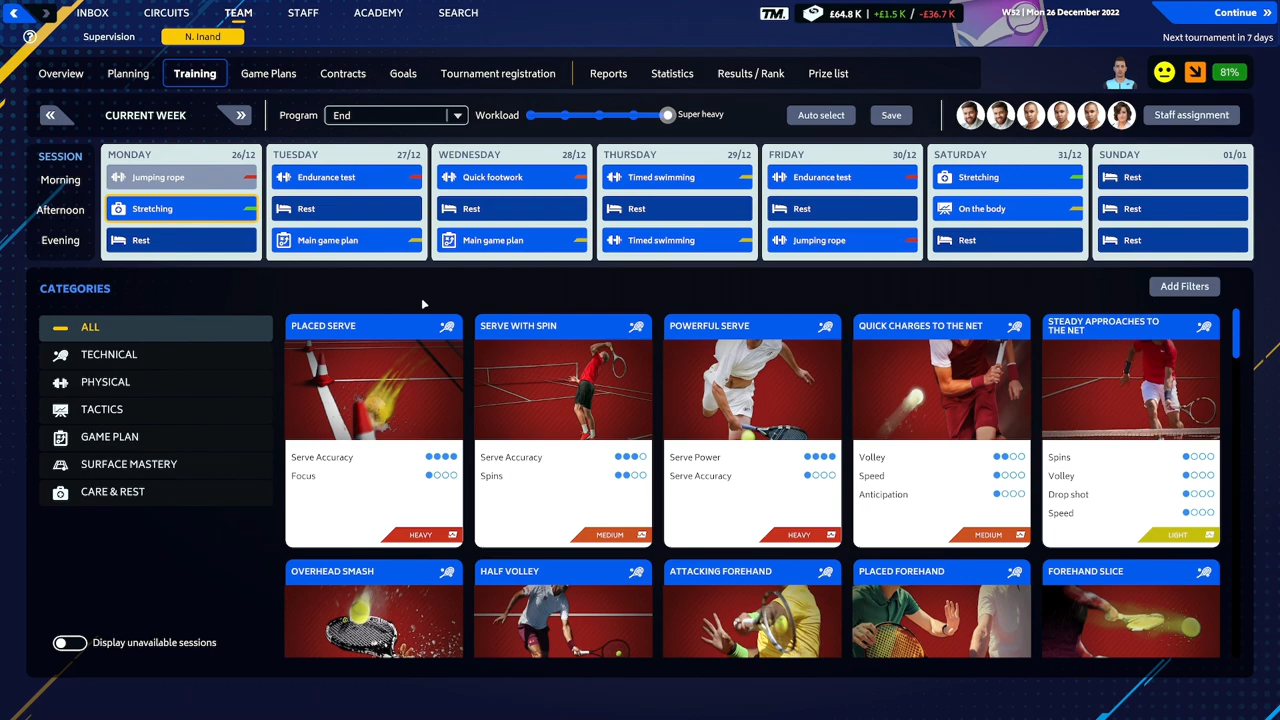 INBOX CIRCUITS TEAM STAFF ACADEMY SEARCH TM. £64.8 K | +£1.5 K / -£36.7 K W52 | Mon 26 December 2022 Continue
Supervision N. Inand Next tournament in 7 days
Overview Planning Training Game Plans Contracts Goals Tournament registration Reports Statistics Results / Rank Prize list 81%
CURRENT WEEK Program End Workload Super heavy Auto select Save Staff assignment
SESSION MONDAY 26/12 TUESDAY 27/12 WEDNESDAY 28/12 THURSDAY 29/12 FRIDAY 30/12 SATURDAY 31/12 SUNDAY 01/01
Morning Jumping rope Endurance test Quick footwork Timed swimming Endurance test Stretching Rest
Afternoon Stretching Rest Rest Rest Rest On the body Rest
Evening Rest Main game plan Main game plan Timed swimming Jumping rope Rest Rest
CATEGORIES Add Filters
ALL
TECHNICAL
PHYSICAL
TACTICS
GAME PLAN
SURFACE MASTERY
CARE & REST
Display unavailable sessions
PLACED SERVE
Serve Accuracy
Focus
HEAVY
SERVE WITH SPIN
Serve Accuracy
Spins
MEDIUM
POWERFUL SERVE
Serve Power
Serve Accuracy
HEAVY
QUICK CHARGES TO THE NET
Volley
Speed
Anticipation
MEDIUM
STEADY APPROACHES TO
THE NET
Spins
Volley
Drop shot
Speed
LIGHT
OVERHEAD SMASH
HALF VOLLEY
ATTACKING FOREHAND
PLACED FOREHAND
FOREHAND SLICE